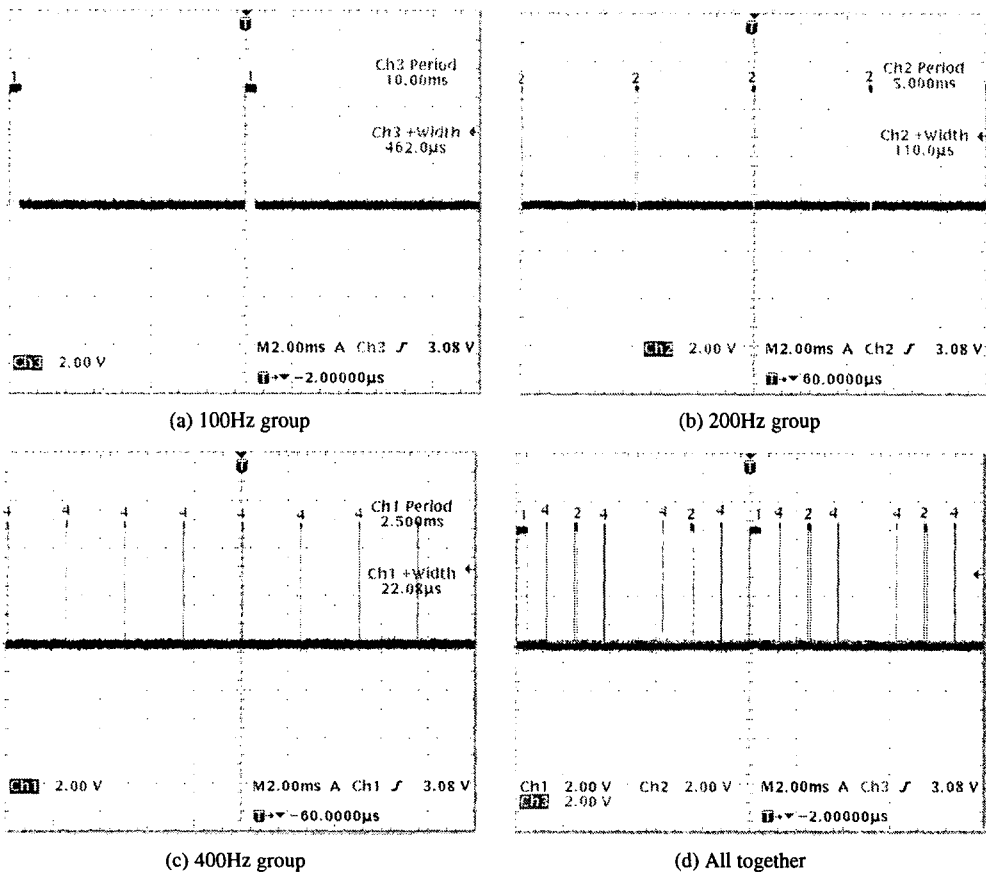 T
1
1
Ch3 Period
10.00ms
Ch3 +Width
462.0µs
Ch3 2.00 V
M2.00ms A Ch3 3.08 V
T→▼ -2.00000µs
(a) 100Hz group
T
2
2
2
2
Ch2 Period
5.000ms
Ch2 +Width
110.0µs
Ch2 2.00 V
M2.00ms A Ch2 3.08 V
T→▼ 60.0000µs
(b) 200Hz group
T
4 4 4 4 4 4 4
Ch1 Period
2.500ms
Ch1 +Width
22.08µs
Ch1 2.00 V
M2.00ms A Ch1 3.08 V
T→▼ -60.0000µs
(c) 400Hz group
T
1 4 2 4 4 2 4 1 4 2 4 4 2 4
Ch1 2.00 V Ch2 2.00 V M2.00ms A Ch3 3.08 V
Ch3 2.00 V
T→▼ -2.00000µs
(d) All together